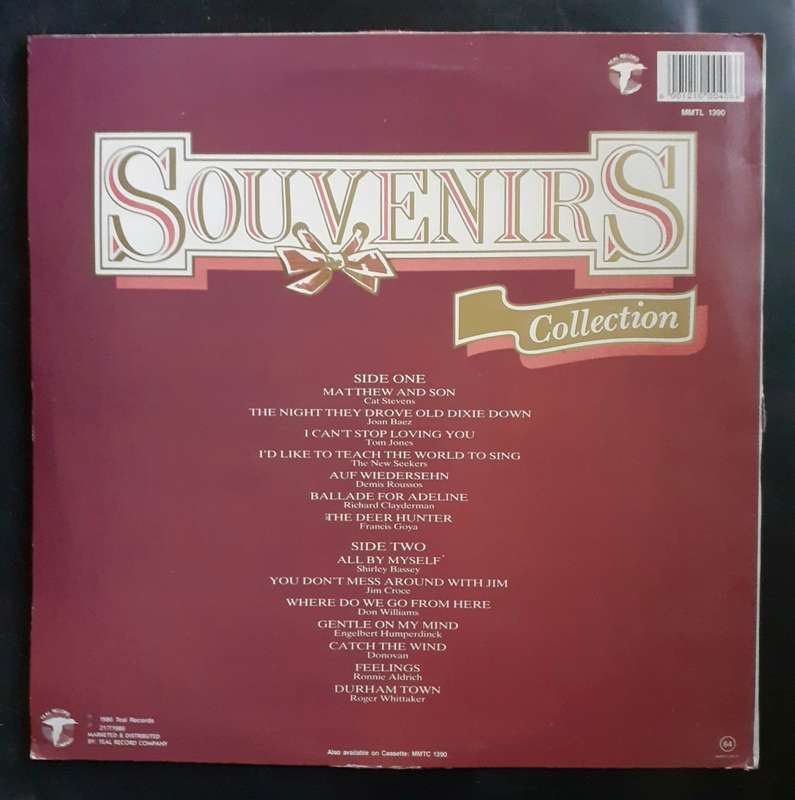 TEAL RECORD
MMTL 1390
SOUVENIRS
Collection
SIDE ONE
MATTHEW AND SON
Cat Stevens
THE NIGHT THEY DROVE OLD DIXIE DOWN
Joan Baez
I CAN'T STOP LOVING YOU
Tom Jones
I'D LIKE TO TEACH THE WORLD TO SING
The New Seekers
AUF WIEDERSEHN
Demis Roussos
BALLADE FOR ADELINE
Richard Clayderman
THE DEER HUNTER
Francis Goya
SIDE TWO
ALL BY MYSELF
Shirley Bassey
YOU DON'T MESS AROUND WITH JIM
Jim Croce
WHERE DO WE GO FROM HERE
Don Williams
GENTLE ON MY MIND
Engelbert Humperdinck
CATCH THE WIND
Donovan
FEELINGS
Ronnie Aldrich
DURHAM TOWN
Roger Whittaker
TEAL RECORD
1986 Teal Records
MARKETED & DISTRIBUTED
BY: TEAL RECORD COMPANY
Also available on Cassette: MMTC 1390
64